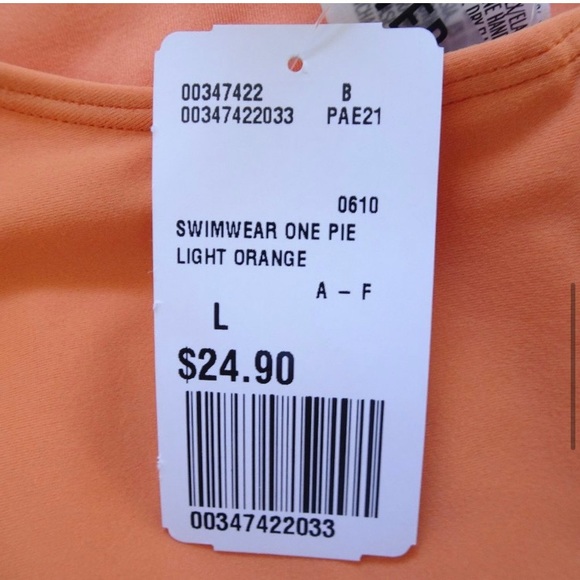 00347422 B
00347422033 PAE21
0610
SWIMWEAR ONE PIE
LIGHT ORANGE
A – F
L
$24.90
00347422033